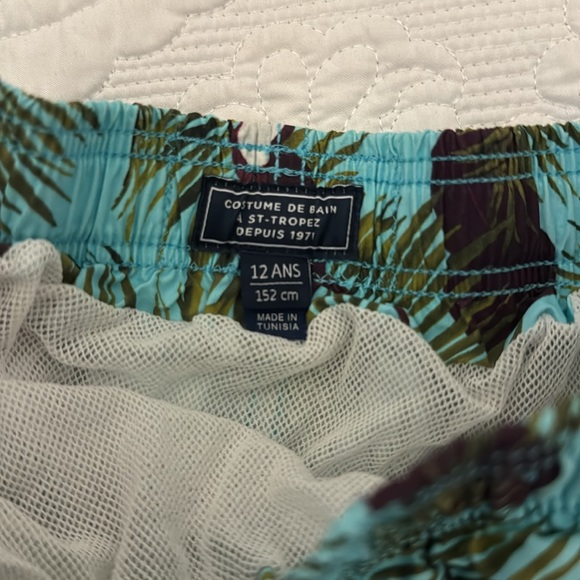 COSTUME DE BAIN
À ST-TROPEZ
DEPUIS 1971
12 ANS
152 cm
MADE IN
TUNISIA